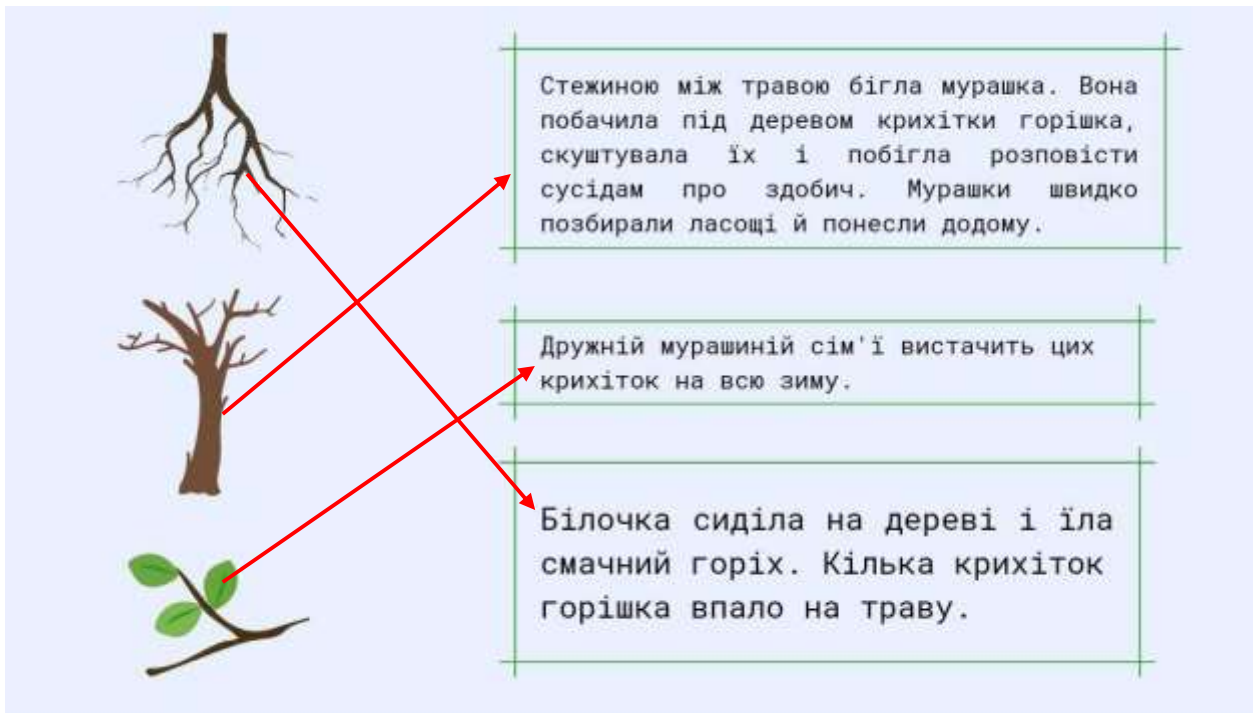 Стежиною між травою бігла мурашка. Вона
побачила під деревом крихітки горішка,
скуштувала їх і побігла розповісти
сусідам про здобич. Мурашки швидко
позбирали ласощі й понесли додому.
Дружній мурашиній сім'ї вистачить цих
крихіток на всю зиму.
Білочка сиділа на дереві і їла
смачний горіх. Кілька крихіток
горішка впало на траву.